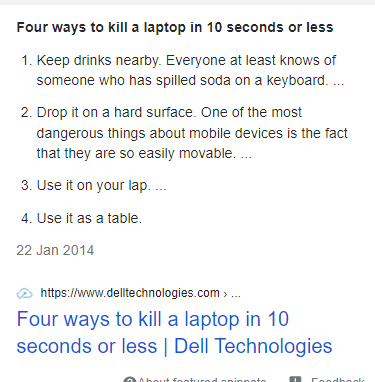 Four ways to kill a laptop in 10 seconds or less
1. Keep drinks nearby. Everyone at least knows of
someone who has spilled soda on a keyboard. ...
2. Drop it on a hard surface. One of the most
dangerous things about mobile devices is the fact
that they are so easily movable. ...
3. Use it on your lap. ...
4. Use it as a table.
22 Jan 2014
https://www.delltechnologies.com › ...
Four ways to kill a laptop in 10
seconds or less | Dell Technologies
About featured snippets Feedback